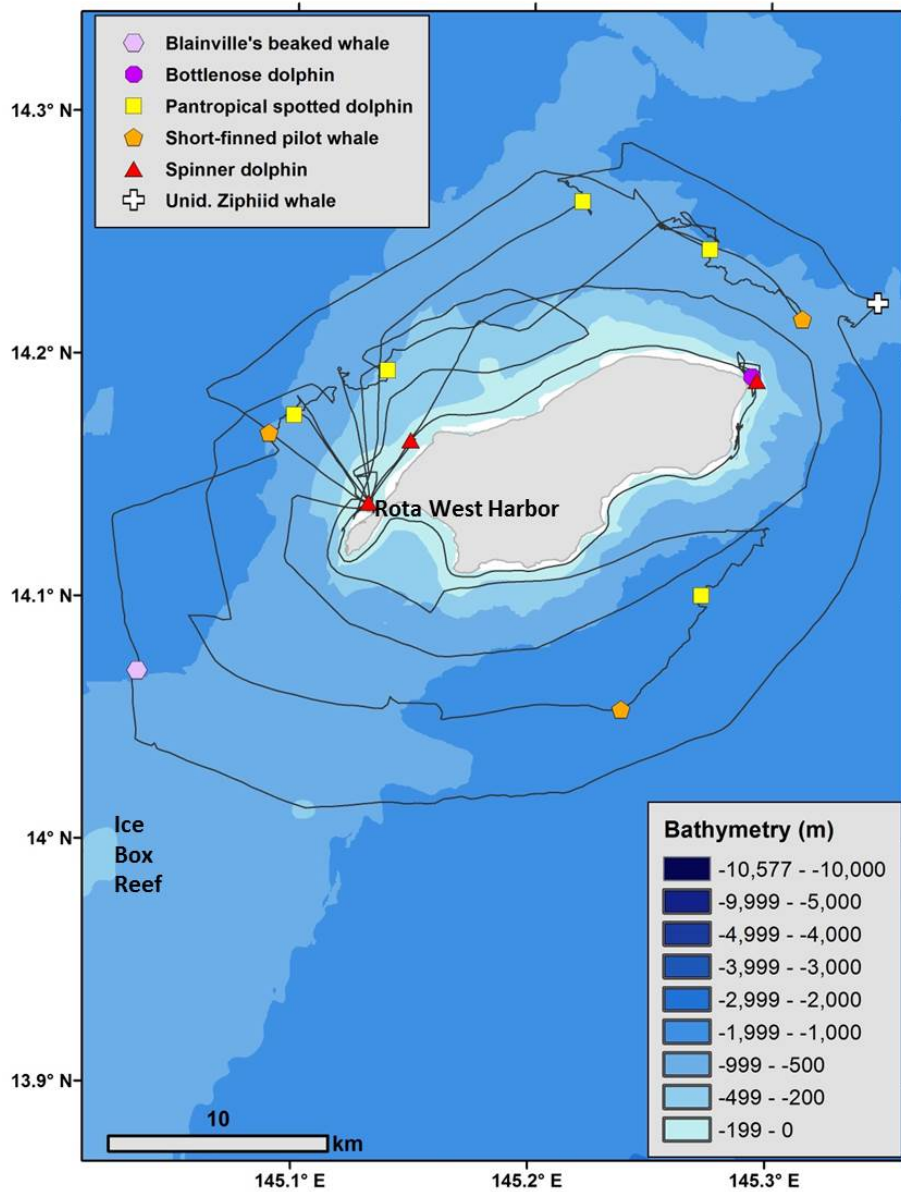 Blainville's beaked whale
Bottlenose dolphin
Pantropical spotted dolphin
Short-finned pilot whale
Spinner dolphin
Unid. Ziphiid whale
14.3° N
14.2° N
14.1° N
14° N
13.9° N
Rota West Harbor
Ice
Box
Reef
Bathymetry (m)
-10,577 - -10,000
-9,999 - -5,000
-4,999 - -4,000
-3,999 - -3,000
-2,999 - -2,000
-1,999 - -1,000
-999 - -500
-499 - -200
-199 - 0
10
km
145.1° E
145.2° E
145.3° E